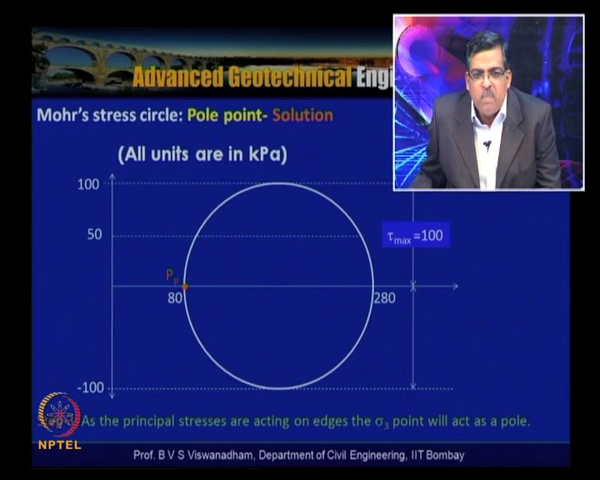 Advanced Geotechnical Engi
Mohr's stress circle: Pole point- Solution
(All units are in kPa)
100
50
τmax =100
Pp
80
280
-100
As the principal stresses are acting on edges the σ3 point will act as a pole.
NPTEL
Prof. B V S Viswanadham, Department of Civil Engineering, IIT Bombay